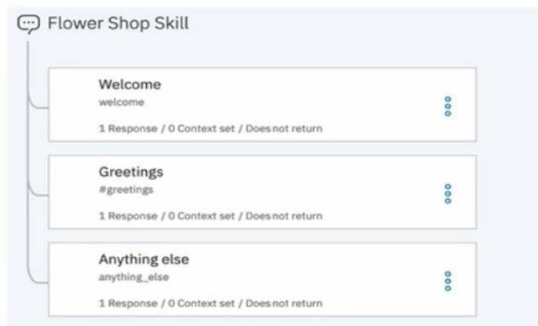 Flower Shop Skill
Welcome
welcome
1 Response / 0 Context set / Does not return
Greetings
#greetings
1 Response / 0 Context set / Does not return
Anything else
anything_else
1 Response / 0 Context set / Does not return